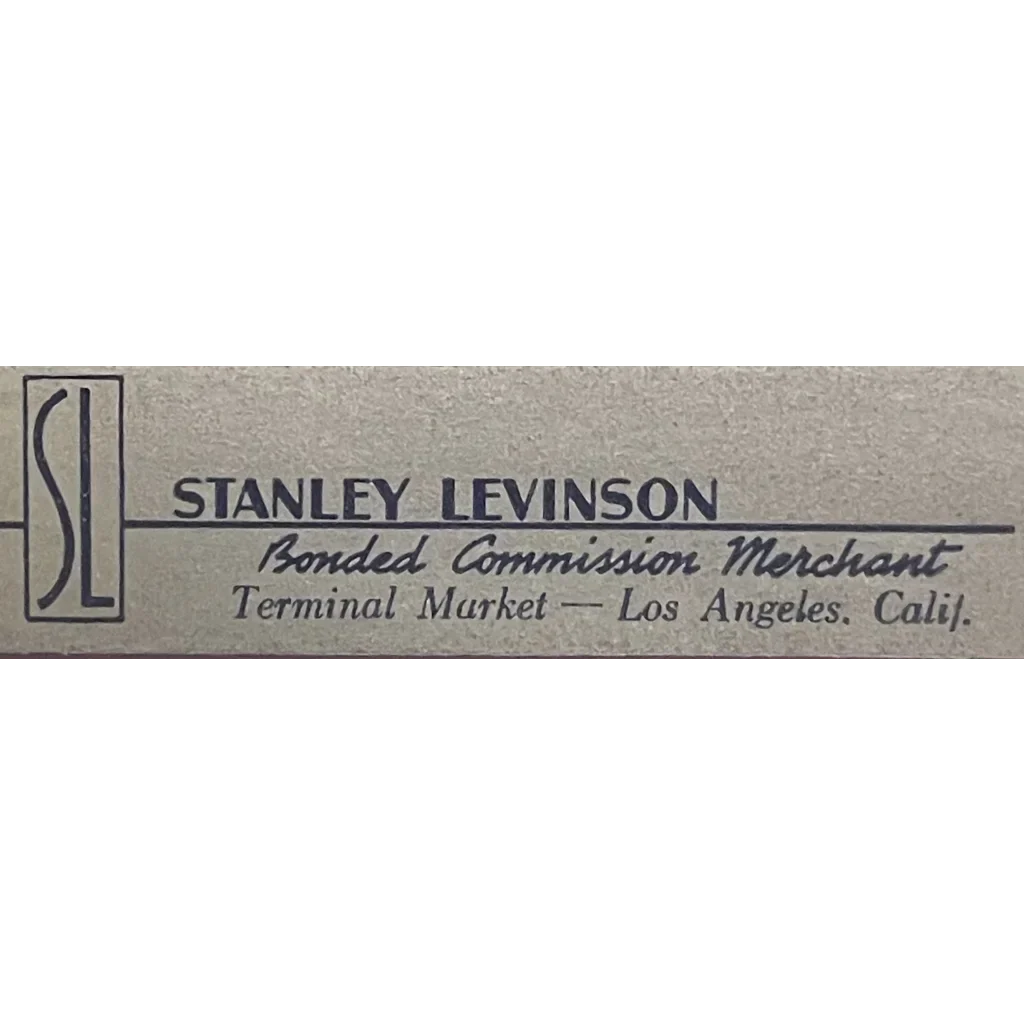 SL
STANLEY LEVINSON
Bonded Commission Merchant
Terminal Market — Los Angeles, Calif.